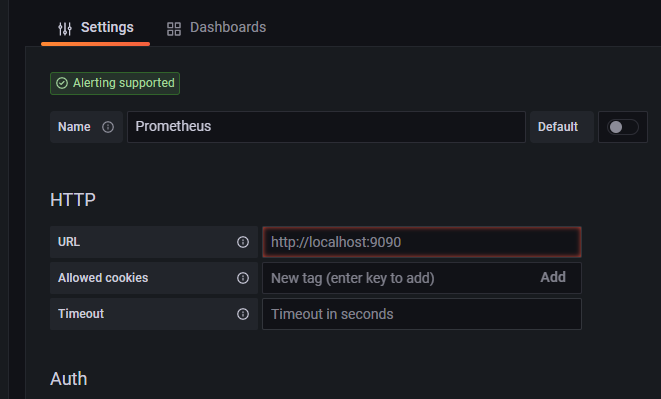 Settings Dashboards
Alerting supported
Name Prometheus Default
HTTP
URL http://localhost:9090
Allowed cookies New tag (enter key to add) Add
Timeout Timeout in seconds
Auth